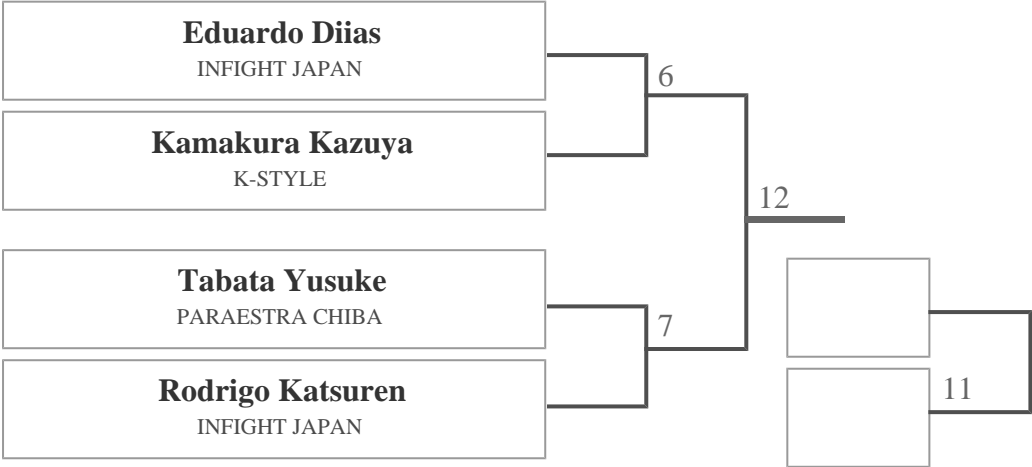 Eduardo Diias
INFIGHT JAPAN
6
Kamakura Kazuya
K-STYLE
12
Tabata Yusuke
PARAESTRA CHIBA
7
Rodrigo Katsuren
INFIGHT JAPAN
11